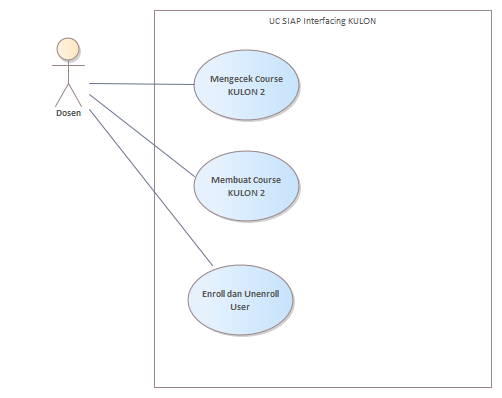 UC SIAP Interfacing KULON
Mengecek Course
KULON 2
Dosen
Membuat Course
KULON 2
Enroll dan Unenroll
User